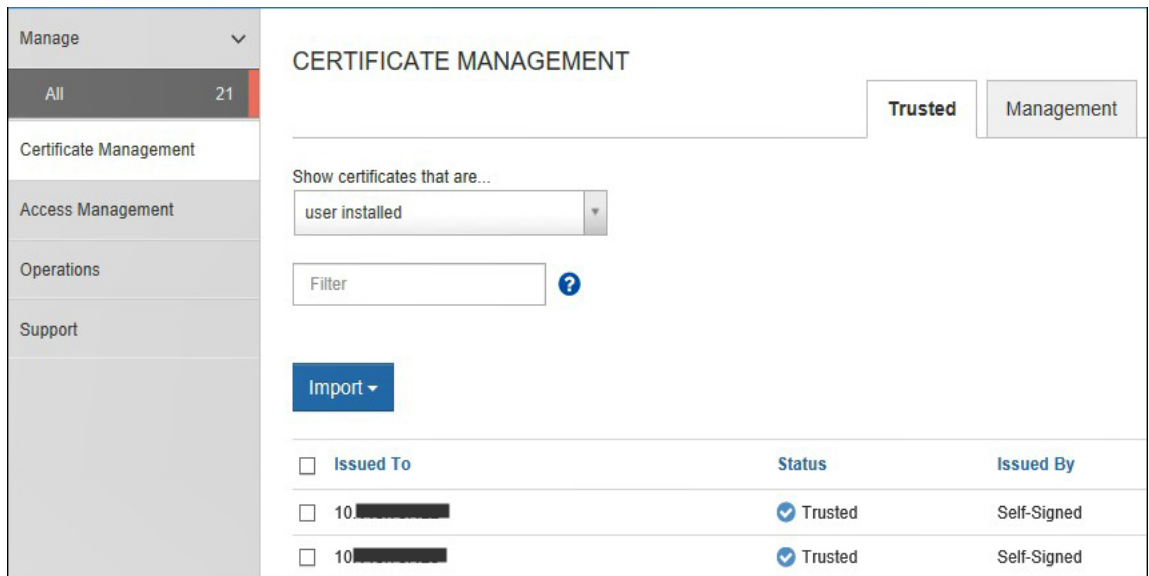 Manage
All 21
Certificate Management
Access Management
Operations
Support
CERTIFICATE MANAGEMENT
Trusted Management
Show certificates that are...
user installed
Filter
?
Import
Issued To Status Issued By
10. Trusted Self-Signed
10 Trusted Self-Signed